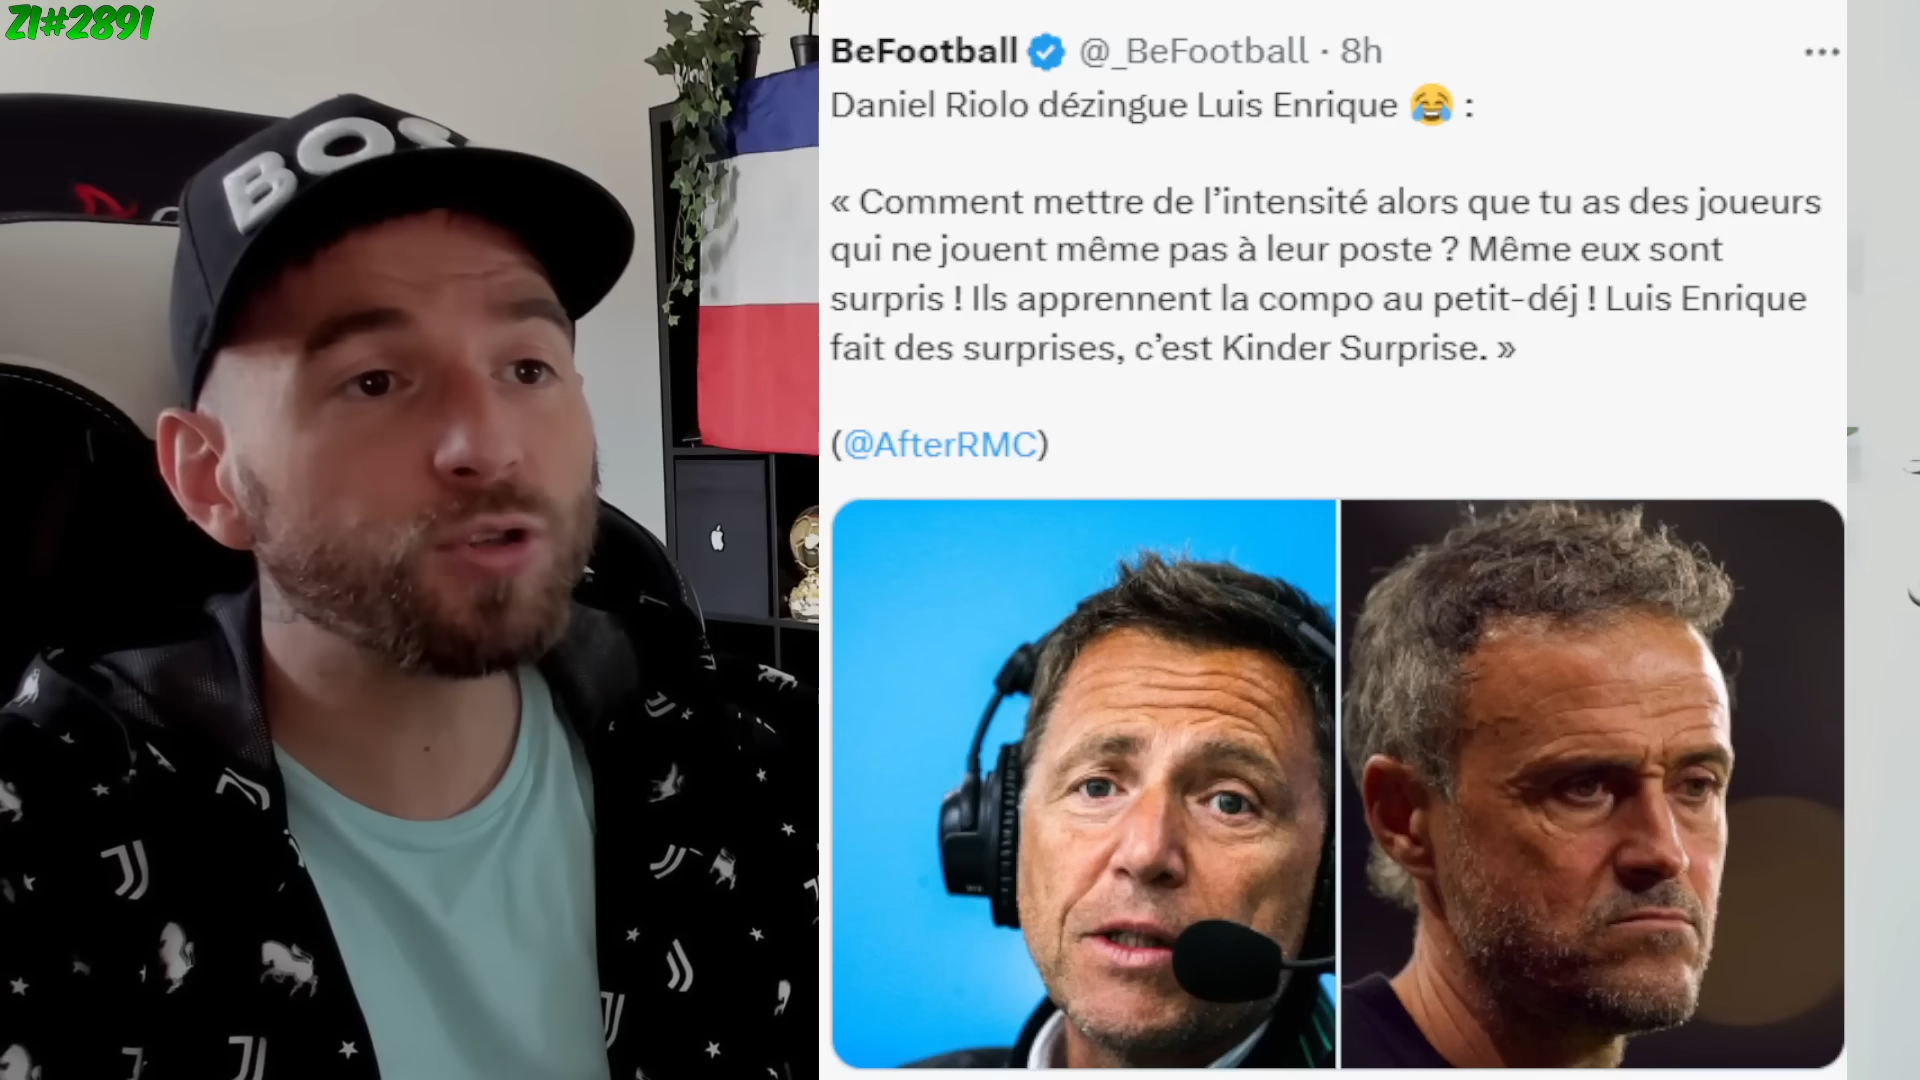 Z1#2891
BOS
BeFootball @_BeFootball · 8h
Daniel Riolo dézingue Luis Enrique 😂 :
« Comment mettre de l’intensité alors que tu as des joueurs
qui ne jouent même pas à leur poste ? Même eux sont
surpris ! Ils apprennent la compo au petit-déj ! Luis Enrique
fait des surprises, c’est Kinder Surprise. »
(@AfterRMC)